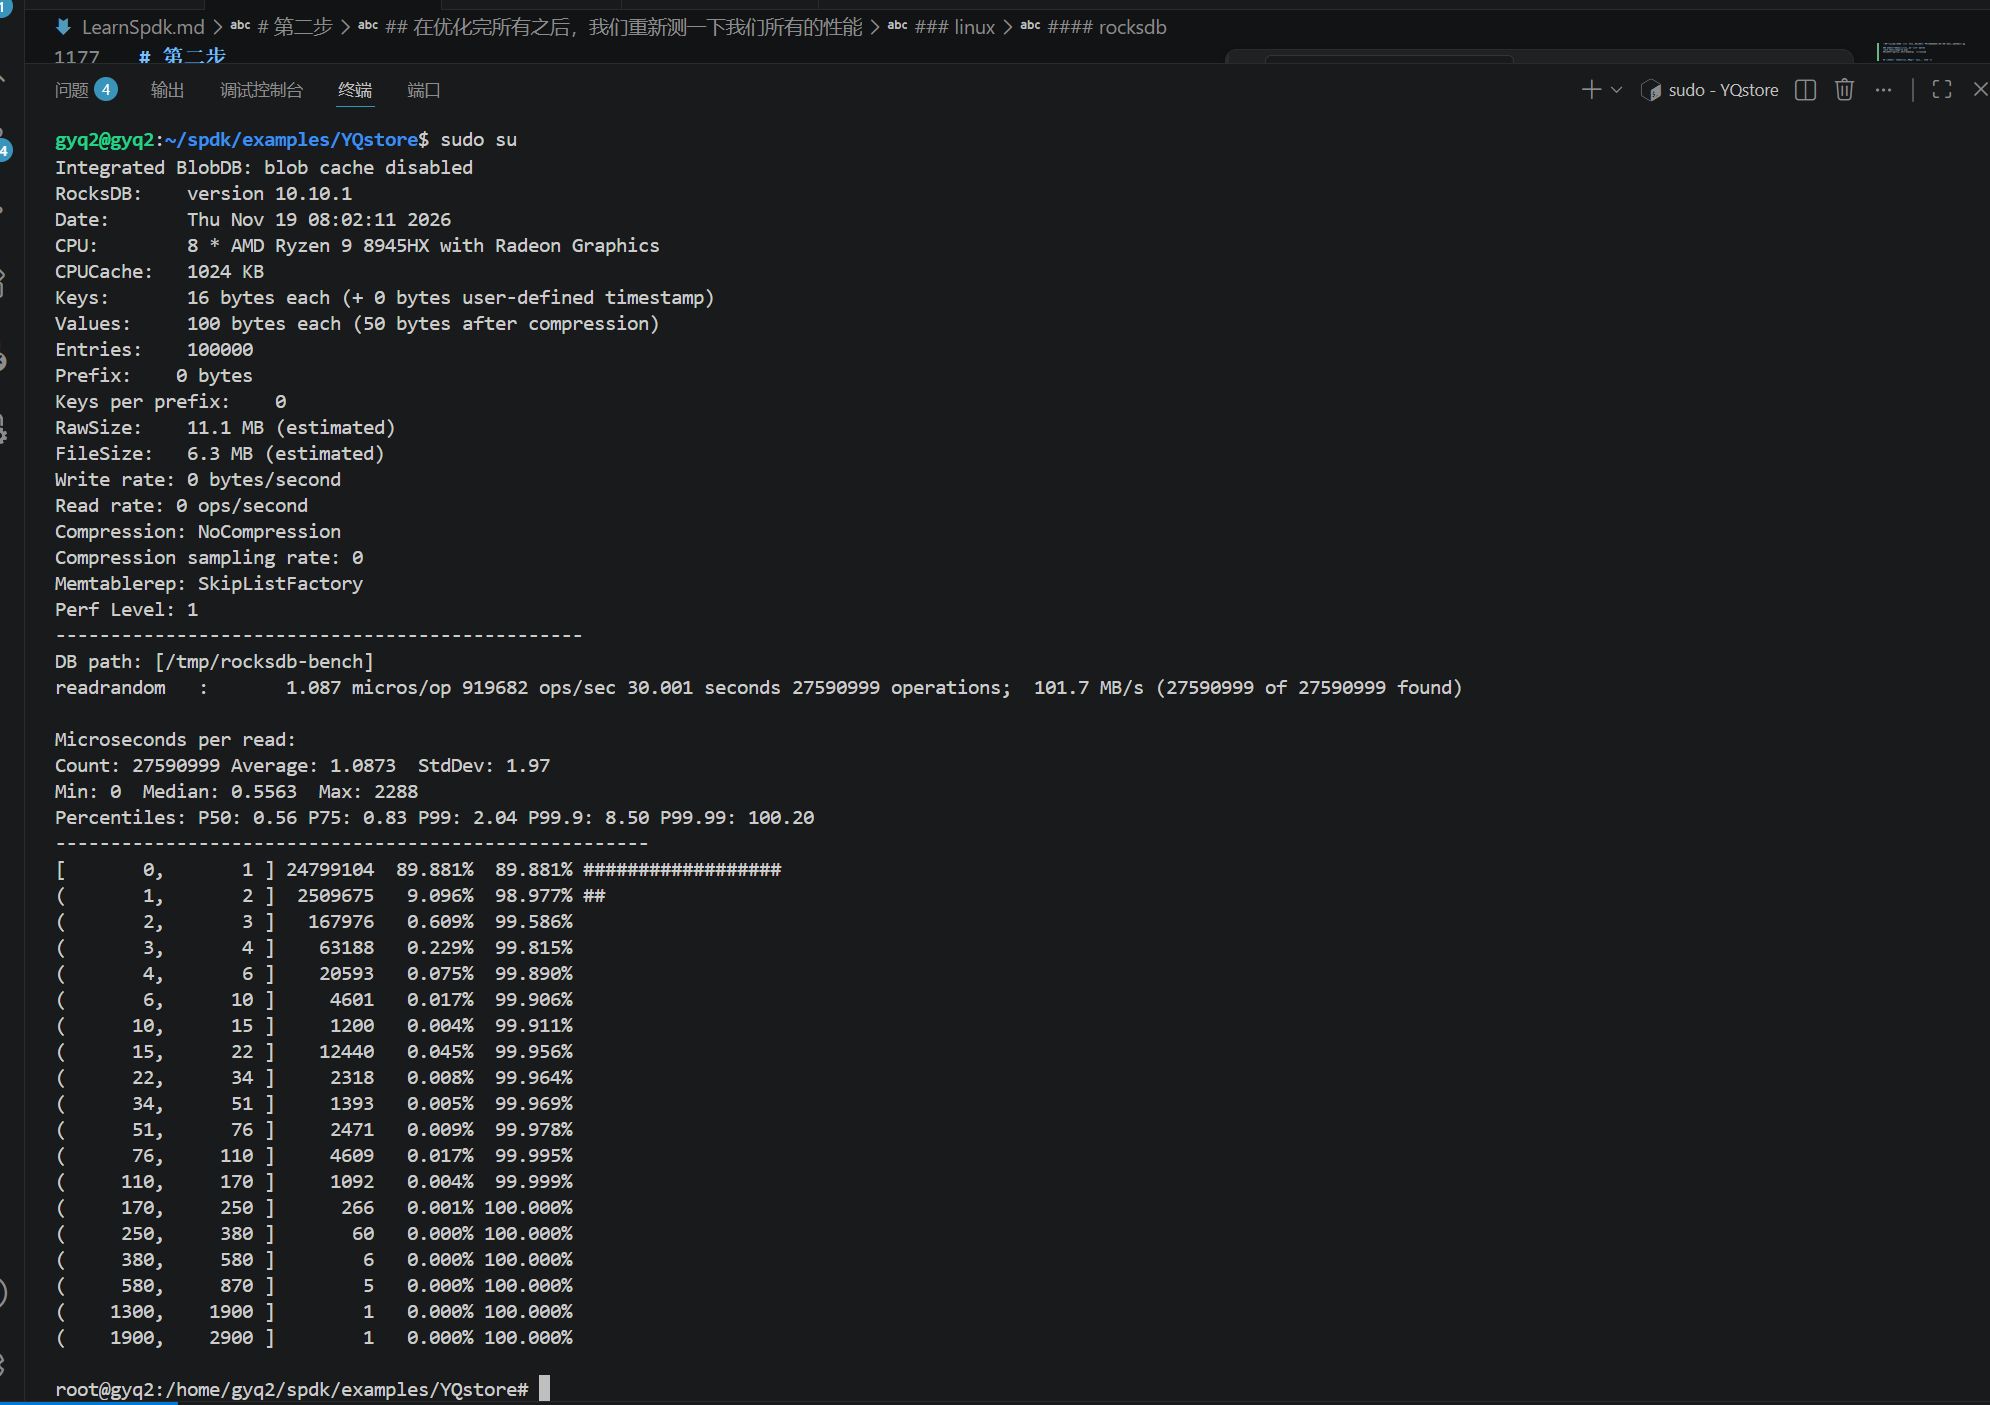 LearnSpdk.md > abc # 第二步 > abc ## 在优化完所有之后，我们重新测一下我们所有的性能 > abc ### linux > abc #### rocksdb
1177 # 第二步
问题 4 输出 调试控制台 终端 端口 sudo - YQstore
gyq2@gyq2:~/spdk/examples/YQstore$ sudo su
Integrated BlobDB: blob cache disabled
RocksDB:    version 10.10.1
Date:       Thu Nov 19 08:02:11 2026
CPU:        8 * AMD Ryzen 9 8945HX with Radeon Graphics
CPUCache:   1024 KB
Keys:       16 bytes each (+ 0 bytes user-defined timestamp)
Values:     100 bytes each (50 bytes after compression)
Entries:    100000
Prefix:    0 bytes
Keys per prefix:    0
RawSize:    11.1 MB (estimated)
FileSize:   6.3 MB (estimated)
Write rate: 0 bytes/second
Read rate: 0 ops/second
Compression: NoCompression
Compression sampling rate: 0
Memtablerep: SkipListFactory
Perf Level: 1
------------------------------------------------
DB path: [/tmp/rocksdb-bench]
readrandom   :       1.087 micros/op 919682 ops/sec 30.001 seconds 27590999 operations;  101.7 MB/s (27590999 of 27590999 found)
Microseconds per read:
Count: 27590999 Average: 1.0873  StdDev: 1.97
Min: 0  Median: 0.5563  Max: 2288
Percentiles: P50: 0.56 P75: 0.83 P99: 2.04 P99.9: 8.50 P99.99: 100.20
------------------------------------------------------
[       0,       1 ] 24799104  89.881%  89.881% ##################
(       1,       2 ]  2509675   9.096%  98.977% ##
(       2,       3 ]   167976   0.609%  99.586%
(       3,       4 ]    63188   0.229%  99.815%
(       4,       6 ]    20593   0.075%  99.890%
(       6,      10 ]     4601   0.017%  99.906%
(      10,      15 ]     1200   0.004%  99.911%
(      15,      22 ]    12440   0.045%  99.956%
(      22,      34 ]     2318   0.008%  99.964%
(      34,      51 ]     1393   0.005%  99.969%
(      51,      76 ]     2471   0.009%  99.978%
(      76,     110 ]     4609   0.017%  99.995%
(     110,     170 ]     1092   0.004%  99.999%
(     170,     250 ]      266   0.001% 100.000%
(     250,     380 ]       60   0.000% 100.000%
(     380,     580 ]        6   0.000% 100.000%
(     580,     870 ]        5   0.000% 100.000%
(    1300,    1900 ]        1   0.000% 100.000%
(    1900,    2900 ]        1   0.000% 100.000%
root@gyq2:/home/gyq2/spdk/examples/YQstore#